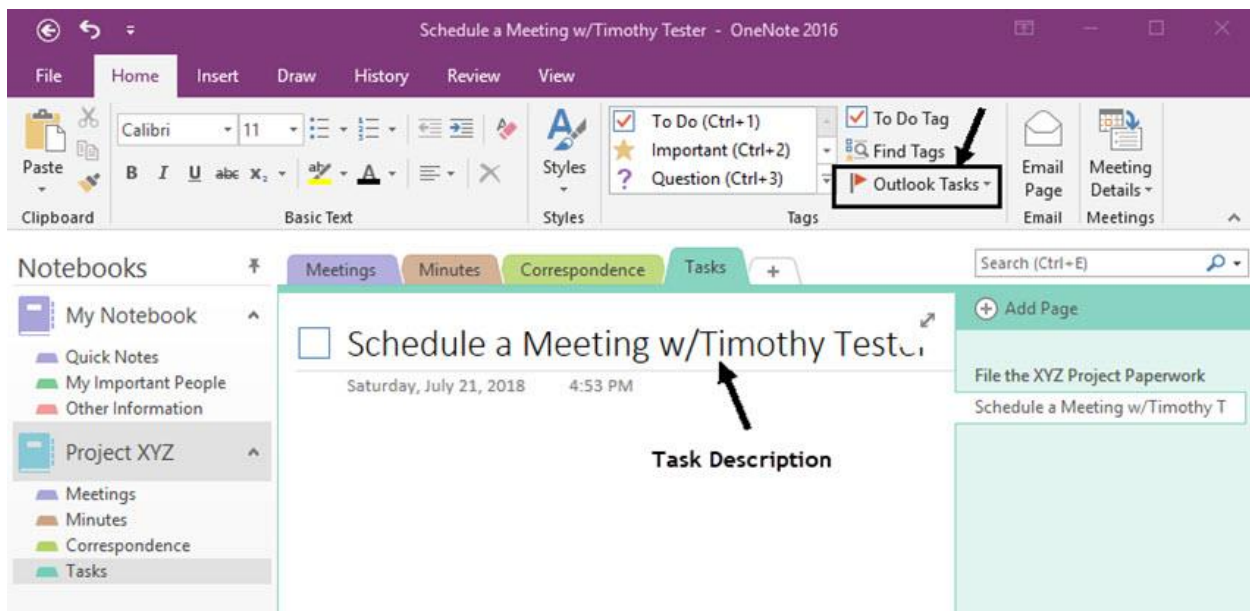 Schedule a Meeting w/Timothy Tester - OneNote 2016
File Home Insert Draw History Review View
Paste
Clipboard
Calibri 11
B I U abc X₂ aby A
Basic Text
Styles
Styles
To Do (Ctrl+1)
Important (Ctrl+2)
Question (Ctrl+3)
To Do Tag
Find Tags
Outlook Tasks
Tags
Email
Page
Email
Meeting
Details
Meetings
Notebooks
My Notebook
Quick Notes
My Important People
Other Information
Project XYZ
Meetings
Minutes
Correspondence
Tasks
Meetings Minutes Correspondence Tasks +
Schedule a Meeting w/Timothy Tester
Saturday, July 21, 2018 4:53 PM
Task Description
Search (Ctrl+E)
Add Page
File the XYZ Project Paperwork
Schedule a Meeting w/Timothy T